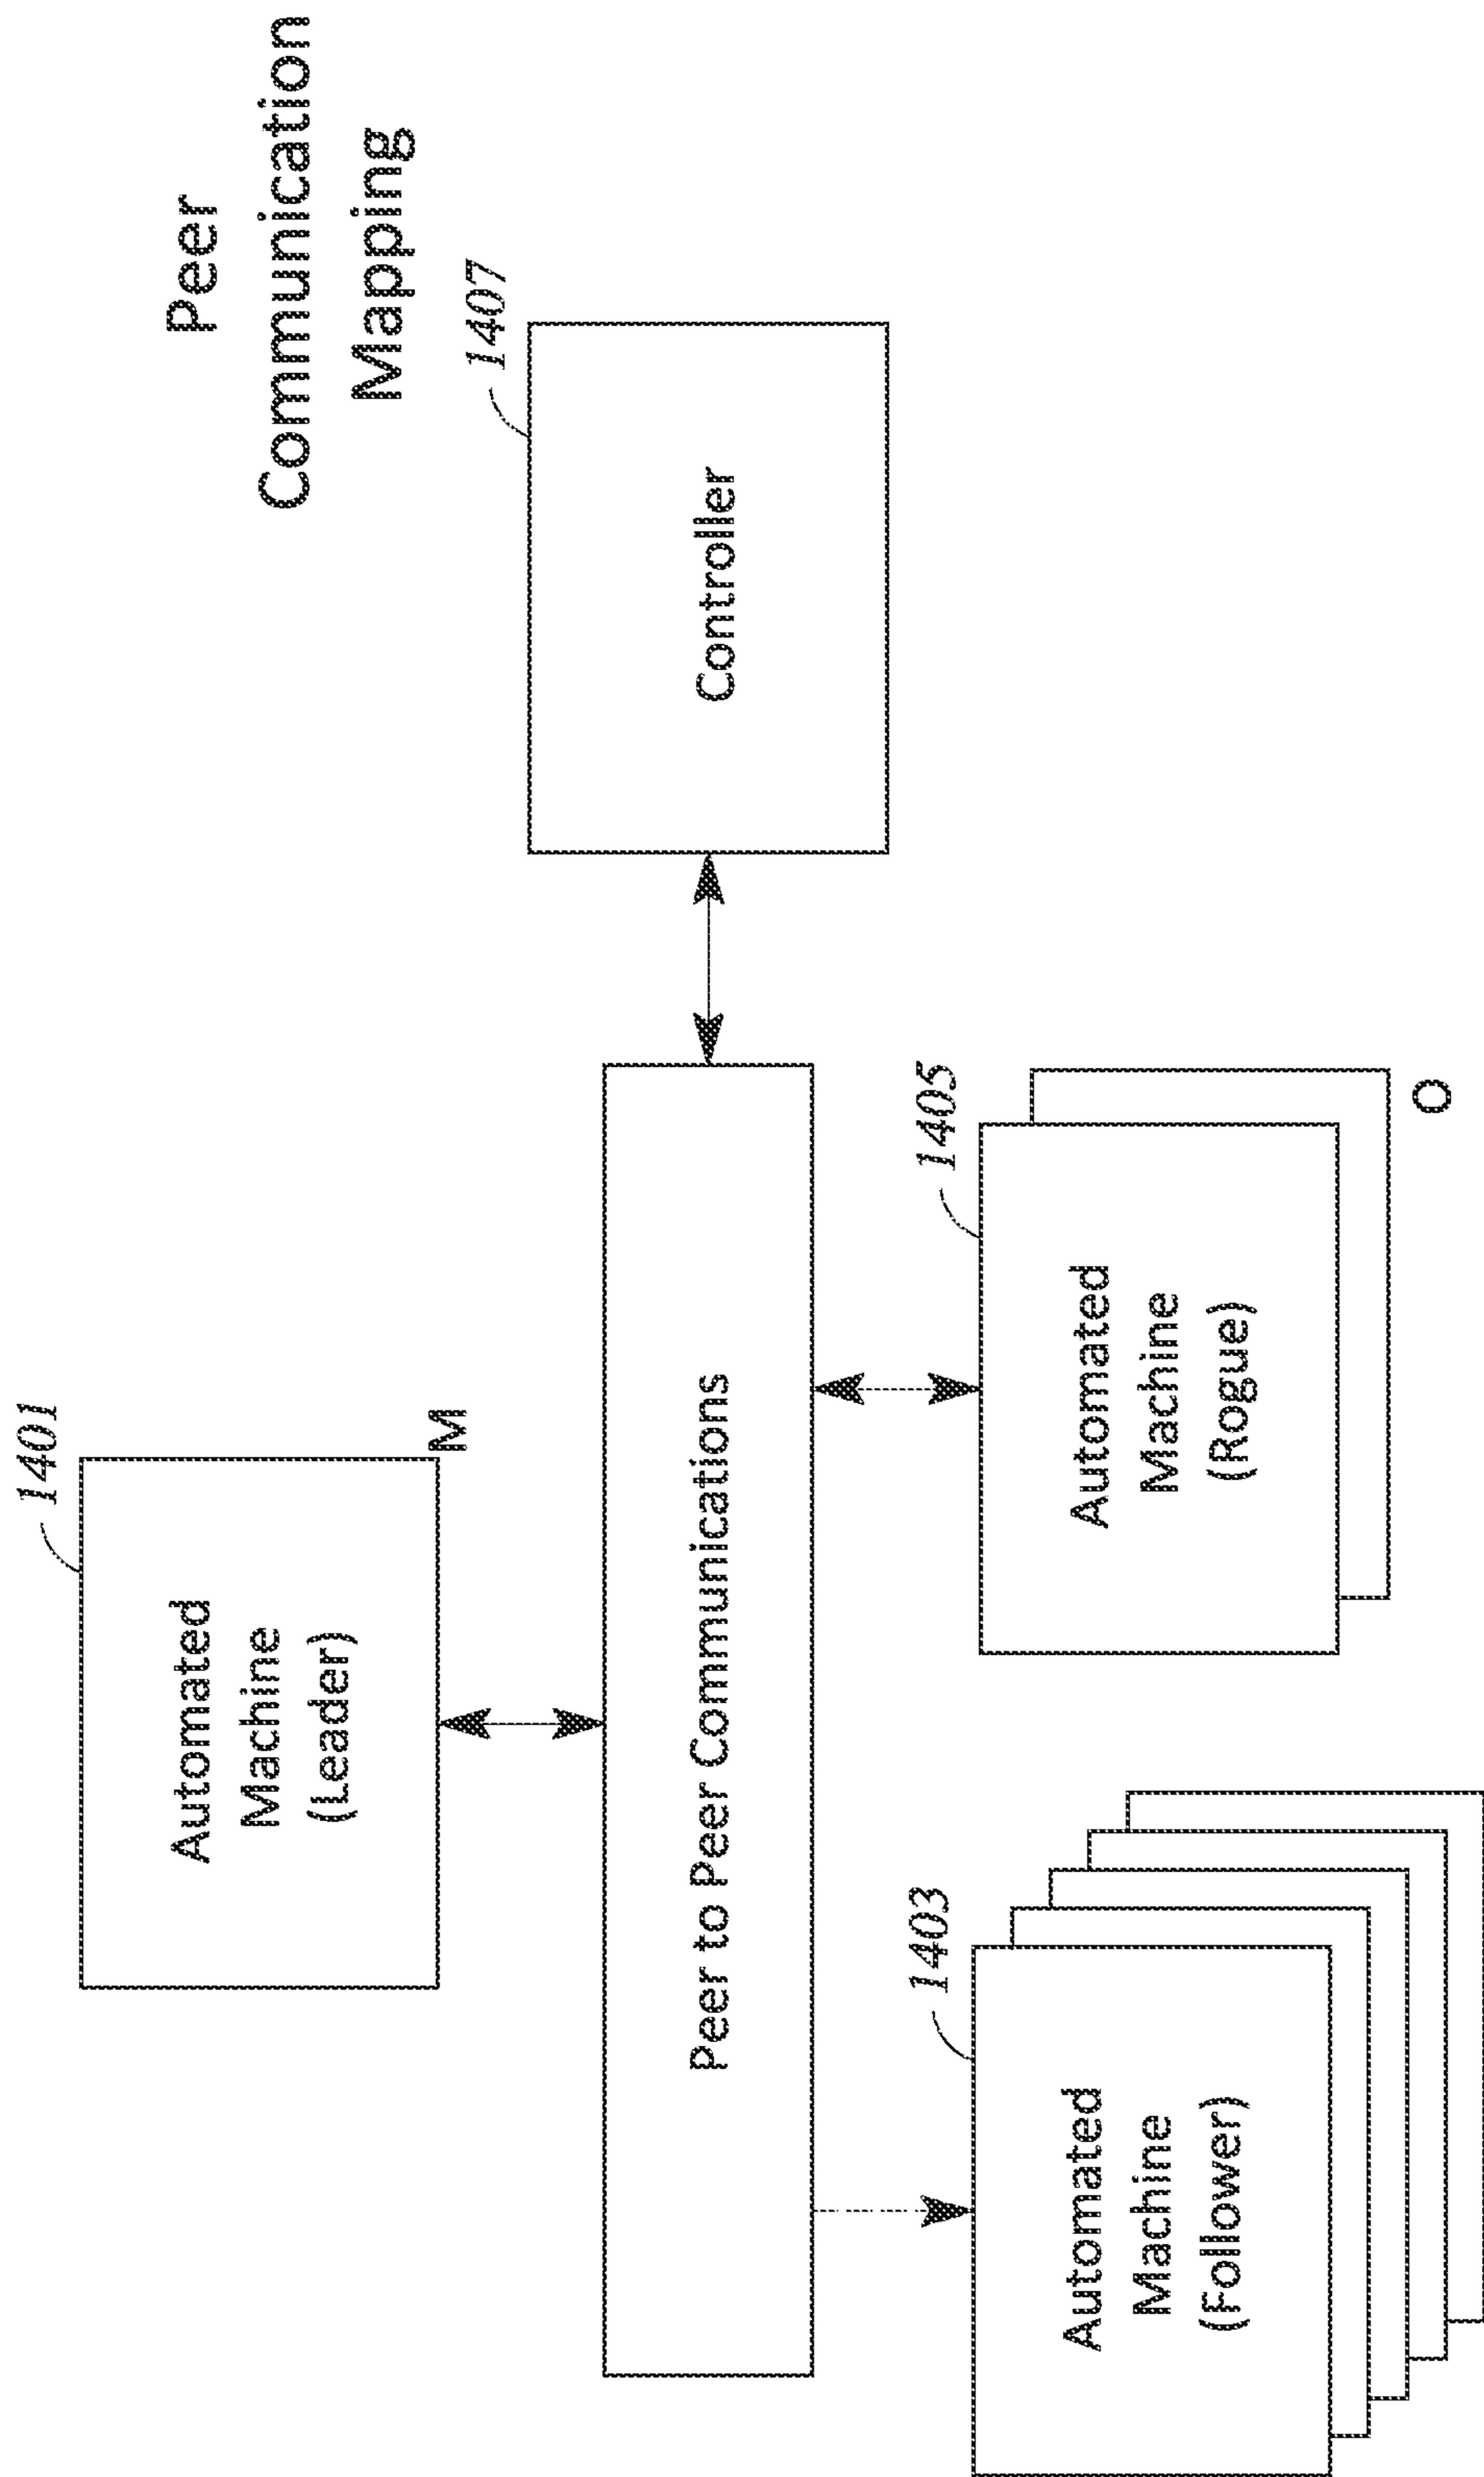 Peer
Communication
Mapping
1401
Automated
Machine
(Leader)
M
Peer to Peer Communications
1407
Controller
1403
Automated
Machine
(Follower)
1405
Automated
Machine
(Rogue)
O